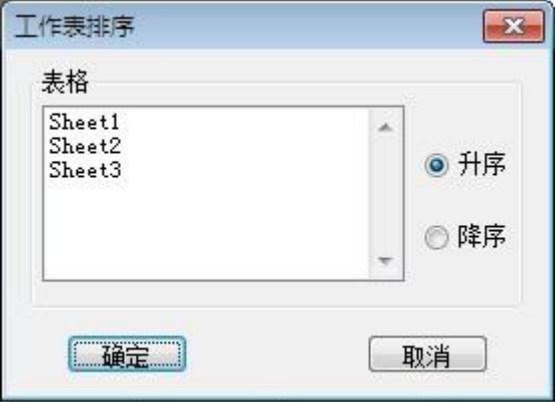 工作表排序
表格
Sheet1
Sheet2
Sheet3
升序
降序
确定
取消